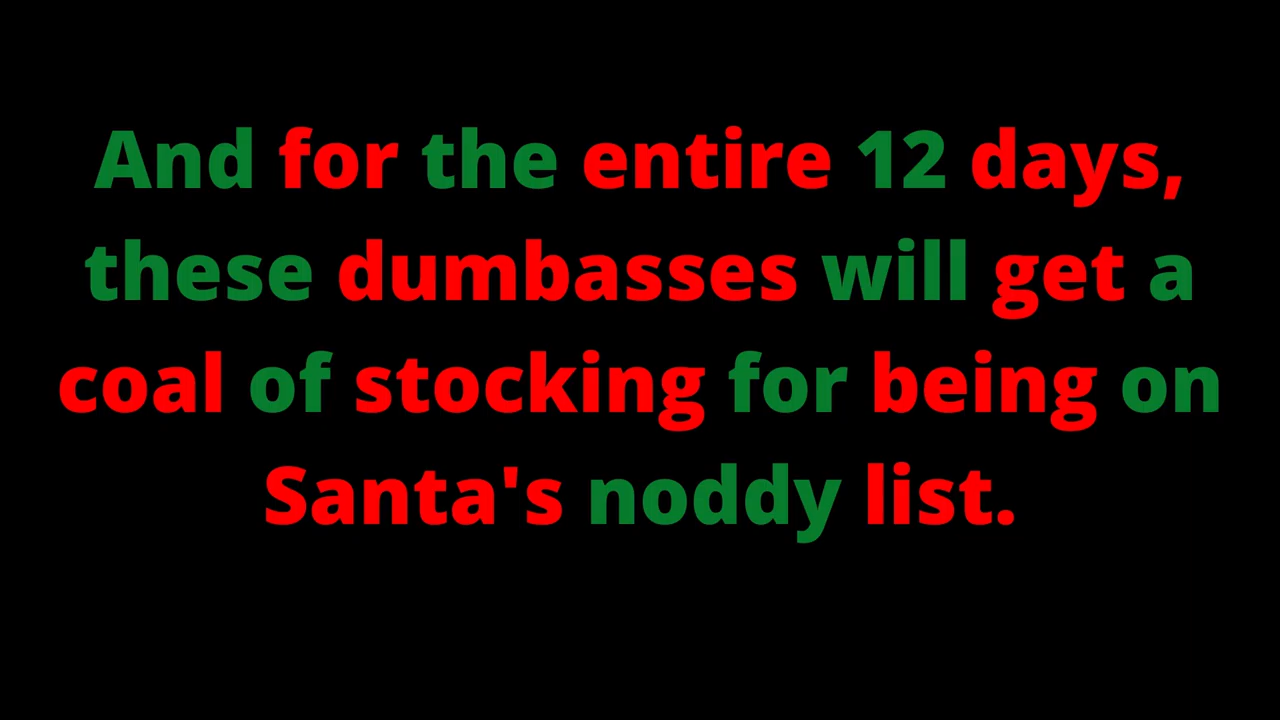 And for the entire 12 days,
these dumbasses will get a
coal of stocking for being on
Santa's noddy list.